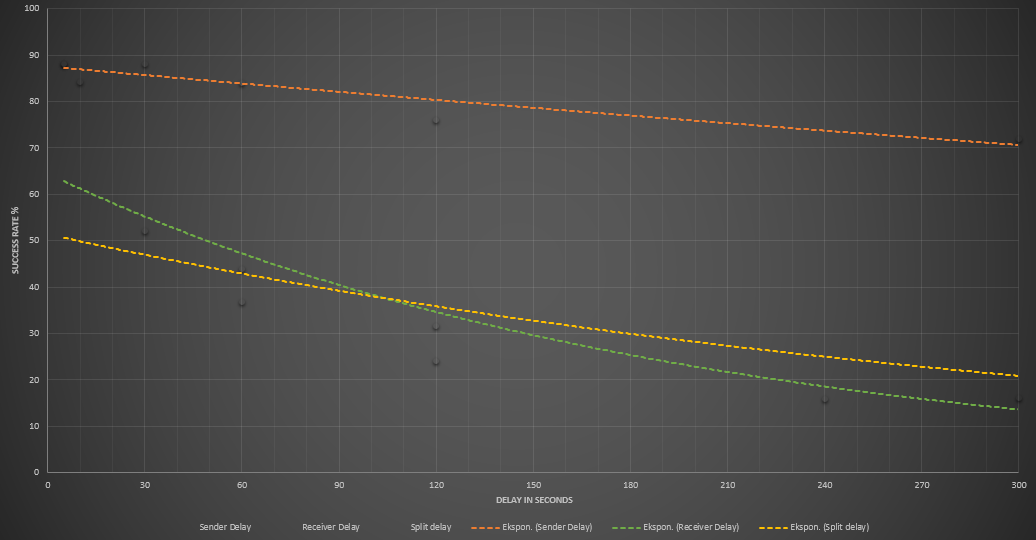 100
90
80
70
60
50
40
30
20
10
0
SUCCESS RATE %
0 30 60 90 120 150 180 210 240 270 300
DELAY IN SECONDS
Sender Delay Receiver Delay Split delay Ekspon. (Sender Delay) Ekspon. (Receiver Delay) Ekspon. (Split delay)